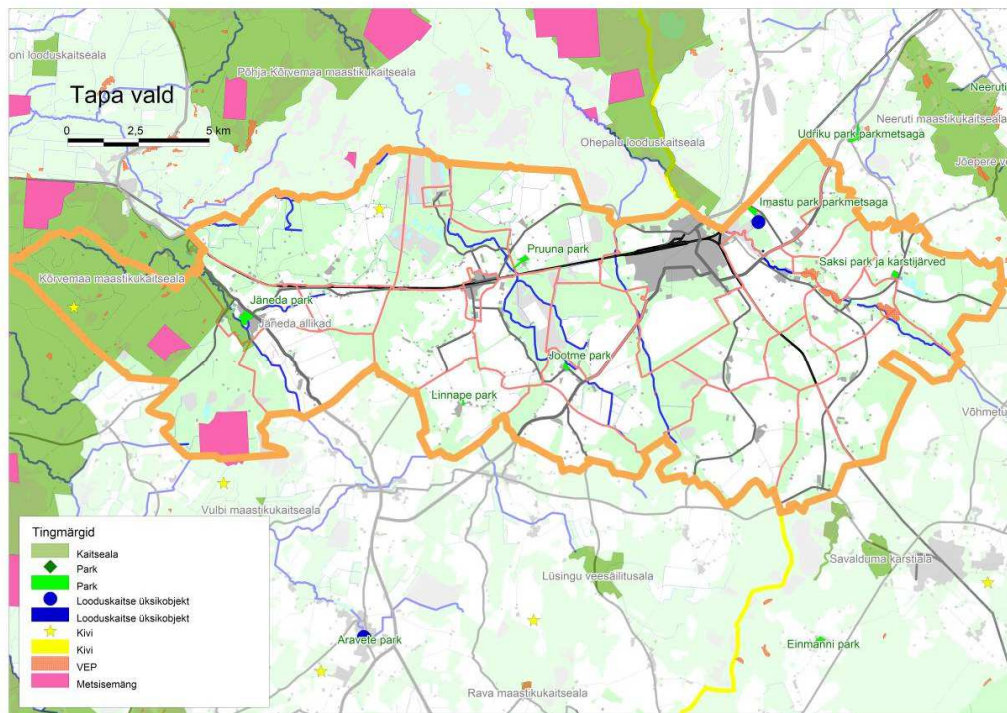 oni looduskaitseala
Põhja Kõrvemaa maastikukaitseala
Tapa vald
0 2,5 5 km
Neeruti
Neeruti maastikukaitseala
Udriku park parkmetsaga
Ohepalu looduskaitseala
Jõepere ve
Imastu park parkmetsaga
Pruuna park
Saksi park ja karstijärved
Kõrvemaa maastikukaitseala
Jäneda park
Jäneda allikad
Jootme park
Linnape park
Võhmetu
Vulbi maastikukaitseala
Savalduma karstiala
Lüsingu veesäilitusala
Aravete park
Einmanni park
Rava maastikukaitseala
Tingmärgid
Kaitseala
Park
Park
Looduskaitse üksikobjekt
Looduskaitse üksikobjekt
Kivi
Kivi
VEP
Metsisemäng